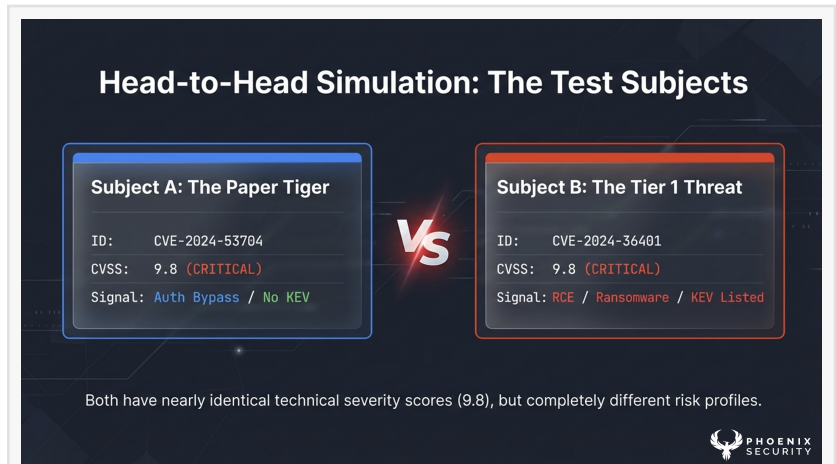 Head-to-Head Simulation: The Test Subjects
Subject A: The Paper Tiger
ID: CVE-2024-53704
CVSS: 9.8 (CRITICAL)
Signal: Auth Bypass / No KEV
VS
Subject B: The Tier 1 Threat
ID: CVE-2024-36401
CVSS: 9.8 (CRITICAL)
Signal: RCE / Ransomware / KEV Listed
Both have nearly identical technical severity scores (9.8), but completely different risk profiles.
PHOENIX
SECURITY